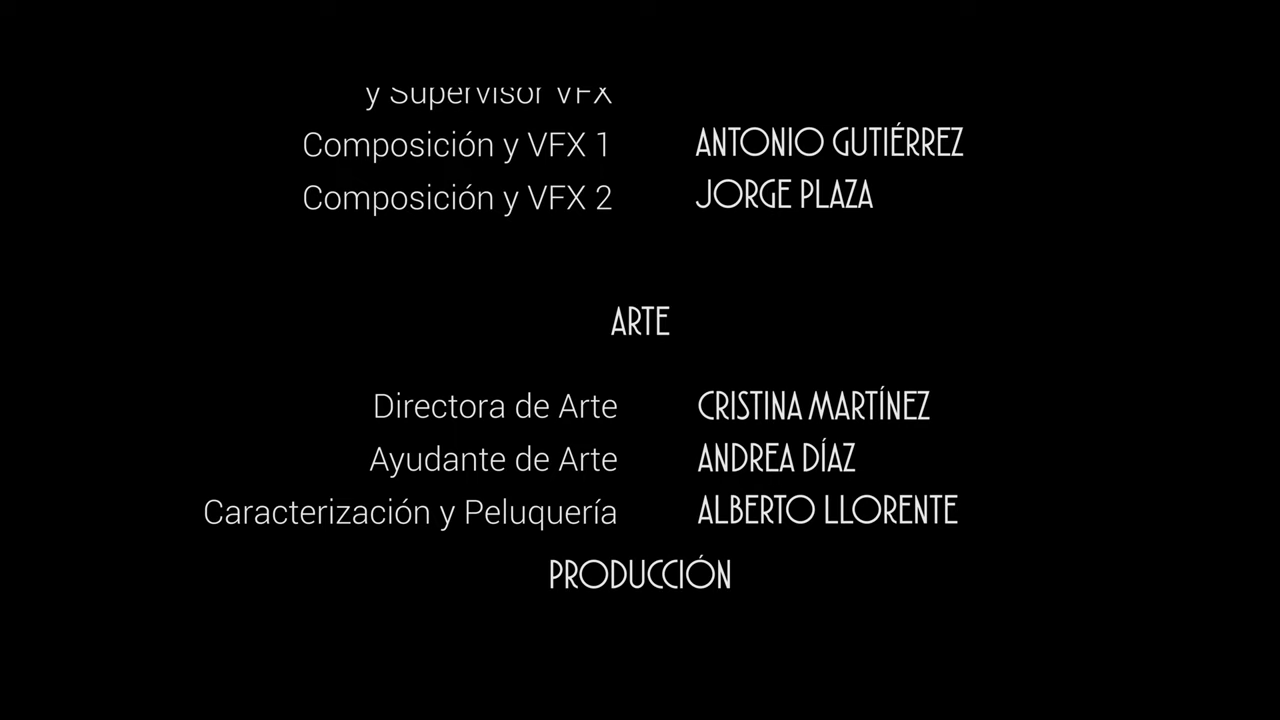 y Supervisor VFX
Composición y VFX 1 ANTONIO GUTIÉRREZ
Composición y VFX 2 JORGE PLAZA
ARTE
Directora de Arte CRISTINA MARTÍNEZ
Ayudante de Arte ANDREA DÍAZ
Caracterización y Peluquería ALBERTO LLORENTE
PRODUCCIÓN